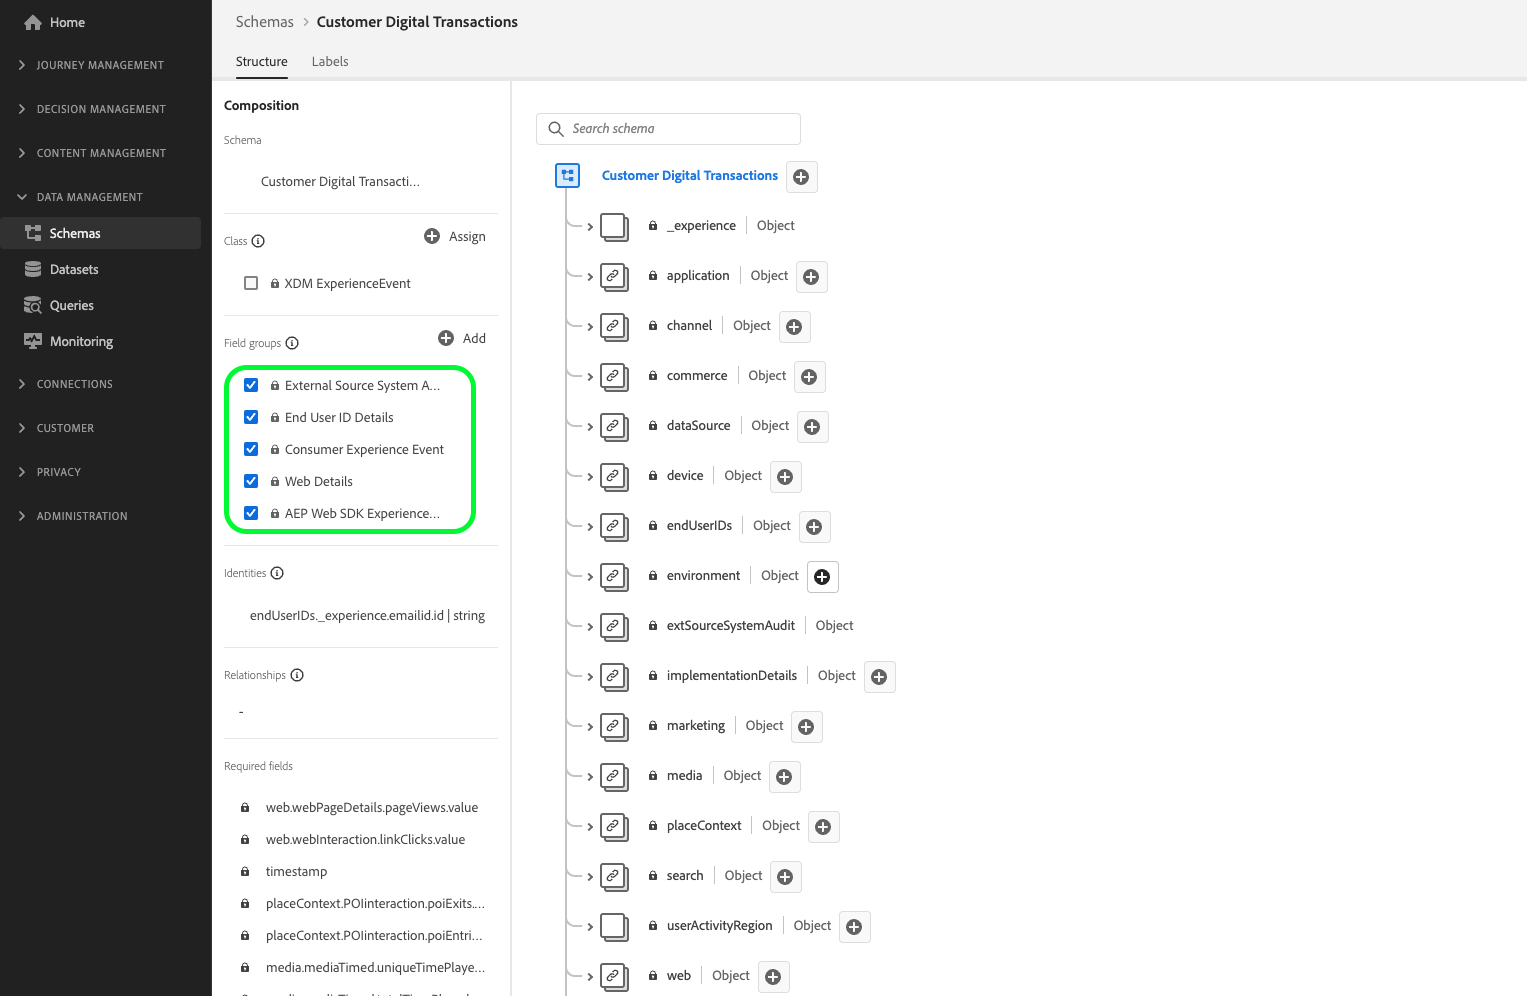 Home
JOURNEY MANAGEMENT
DECISION MANAGEMENT
CONTENT MANAGEMENT
DATA MANAGEMENT
Schemas
Datasets
Queries
Monitoring
CONNECTIONS
CUSTOMER
PRIVACY
ADMINISTRATION
Schemas > Customer Digital Transactions
Structure Labels
Composition
Schema
Customer Digital Transacti...
Class
Assign
XDM ExperienceEvent
Field groups
Add
External Source System A...
End User ID Details
Consumer Experience Event
Web Details
AEP Web SDK Experience...
Identities
endUserIDs._experience.emailid.id | string
Relationships
-
Required fields
web.webPageDetails.pageViews.value
web.webInteraction.linkClicks.value
timestamp
placeContext.POIinteraction.poiExits....
placeContext.POIinteraction.poiEntri...
media.mediaTimed.uniqueTimePlaye...
Search schema
Customer Digital Transactions
_experience | Object
application | Object
channel | Object
commerce | Object
dataSource | Object
device | Object
endUserIDs | Object
environment | Object
extSourceSystemAudit | Object
implementationDetails | Object
marketing | Object
media | Object
placeContext | Object
search | Object
userActivityRegion | Object
web | Object